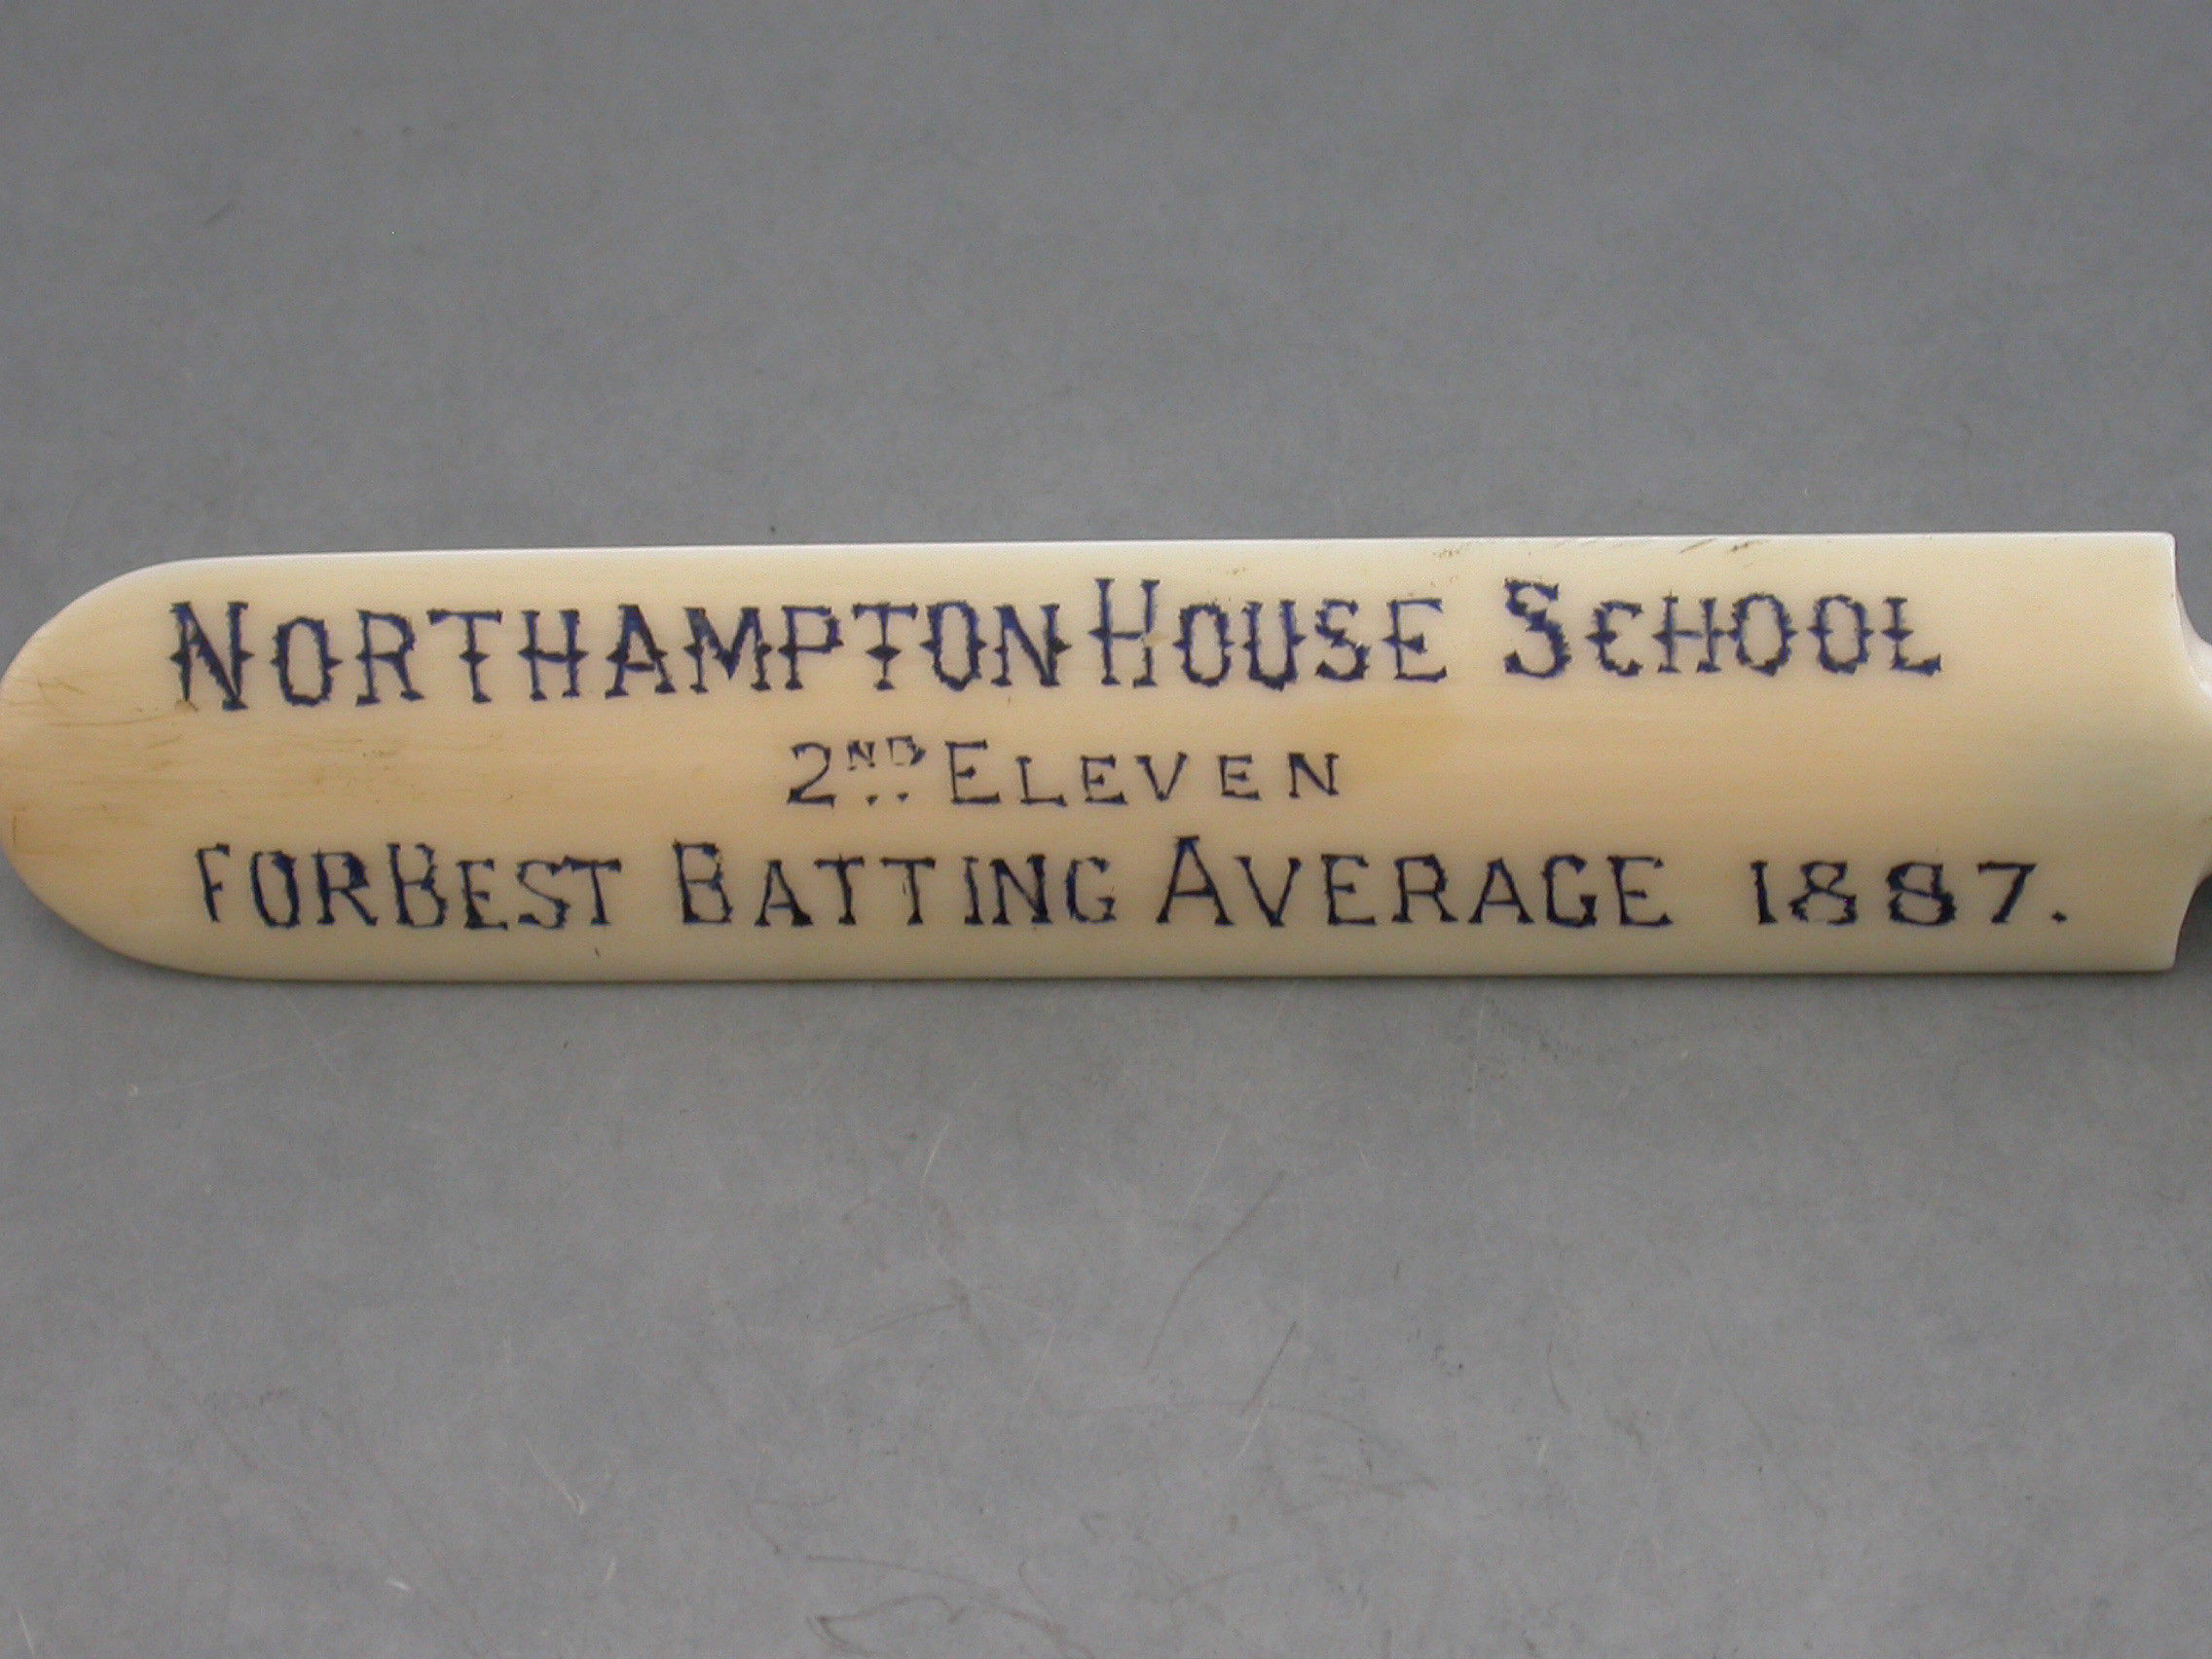 NORTHAMPTON HOUSE SCHOOL
2ND ELEVEN
FOR BEST BATTING AVERAGE 1887.